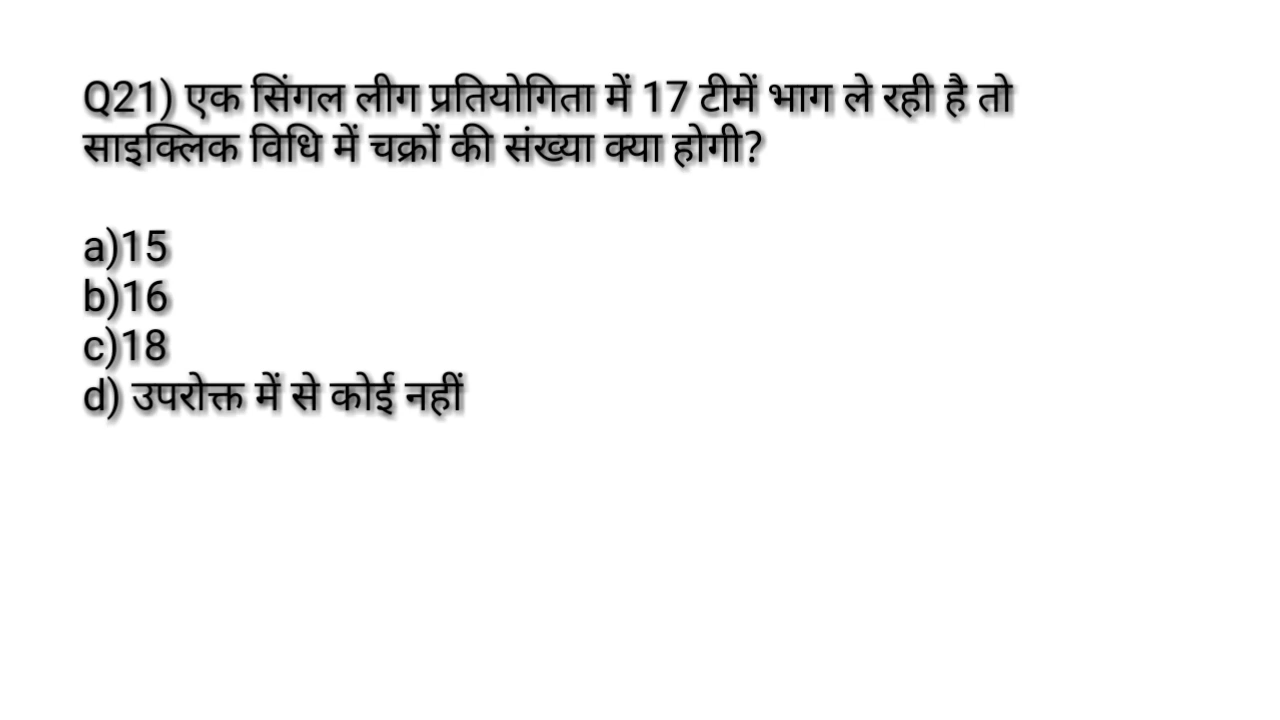 Q21) एक सिंगल लीग प्रतियोगिता में 17 टीमें भाग ले रही है तो
साइक्लिक विधि में चक्रों की संख्या क्या होगी?
a)15
b)16
c)18
d) उपरोक्त में से कोई नहीं